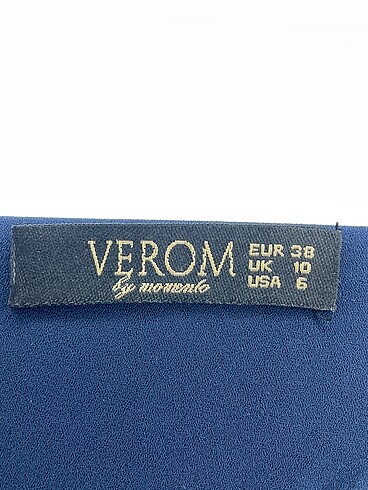 VEROM
by momento
EUR 38
UK 10
USA 6